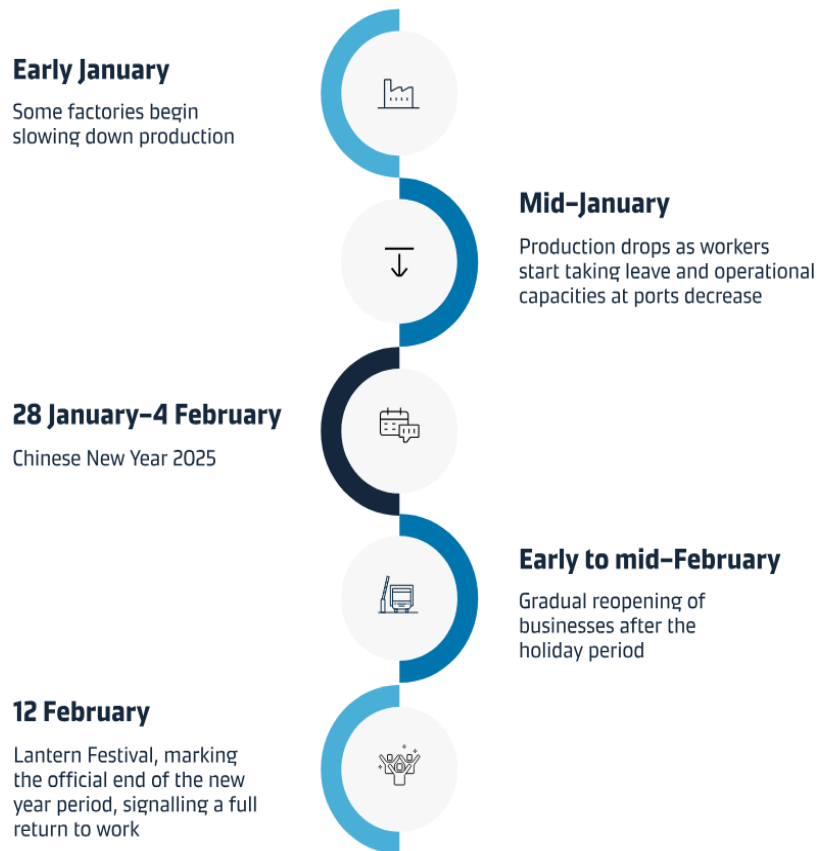 Early January
Some factories begin
slowing down production
Mid–January
Production drops as workers
start taking leave and operational
capacities at ports decrease
28 January–4 February
Chinese New Year 2025
Early to mid–February
Gradual reopening of
businesses after the
holiday period
12 February
Lantern Festival, marking
the official end of the new
year period, signalling a full
return to work